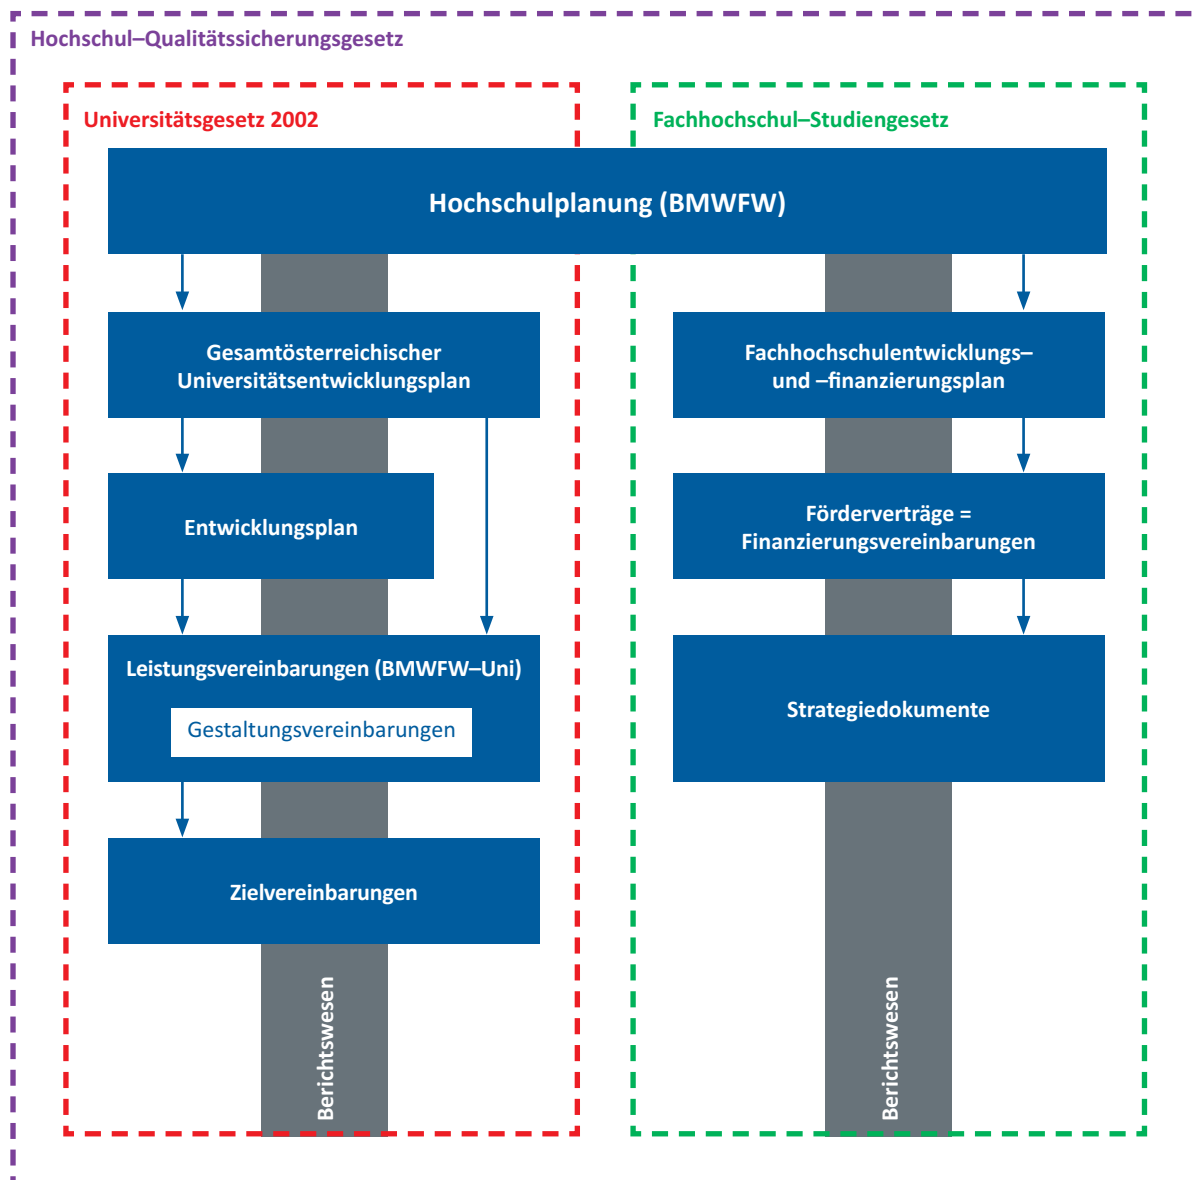 Hochschul–Qualitätssicherungsgesetz
Universitätsgesetz 2002
Fachhochschul–Studiengesetz
Hochschulplanung (BMWFW)
Gesamtösterreichischer
Universitätsentwicklungsplan
Entwicklungsplan
Leistungsvereinbarungen (BMWFW–Uni)
Gestaltungsvereinbarungen
Zielvereinbarungen
Berichtswesen
Fachhochschulentwicklungs–
und –finanzierungsplan
Förderverträge =
Finanzierungsvereinbarungen
Strategiedokumente
Berichtswesen